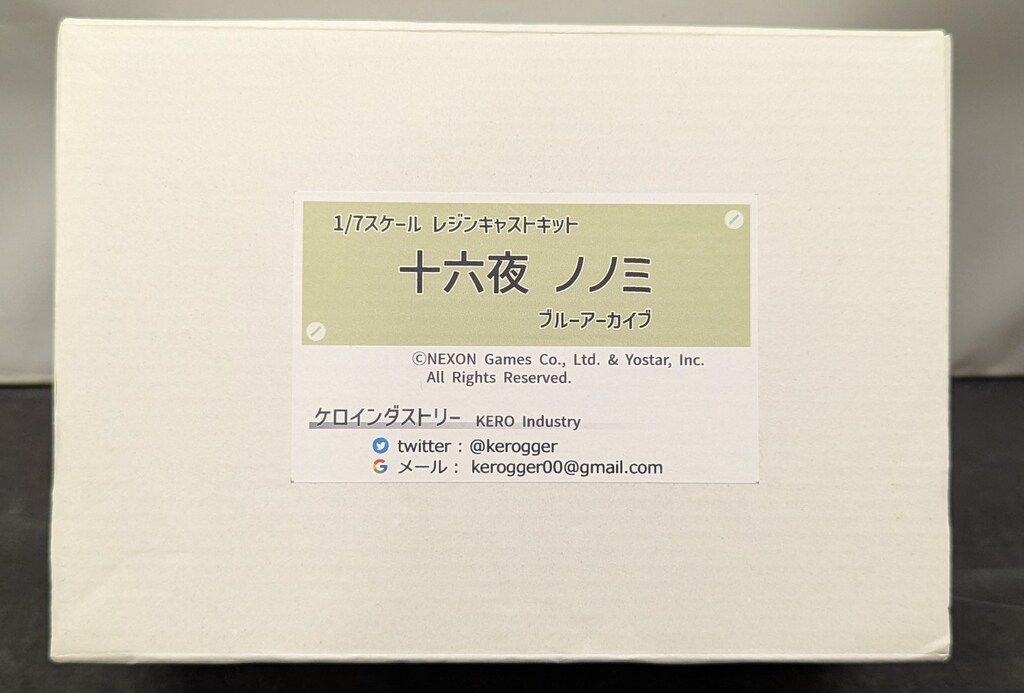 1/7スケール レジンキャストキット
十六夜 ノノミ
ブルーアーカイブ
©NEXON Games Co., Ltd. & Yostar, Inc.
All Rights Reserved.
ケロインダストリー KERO Industry
twitter : @kerogger
メール : kerogger00@gmail.com